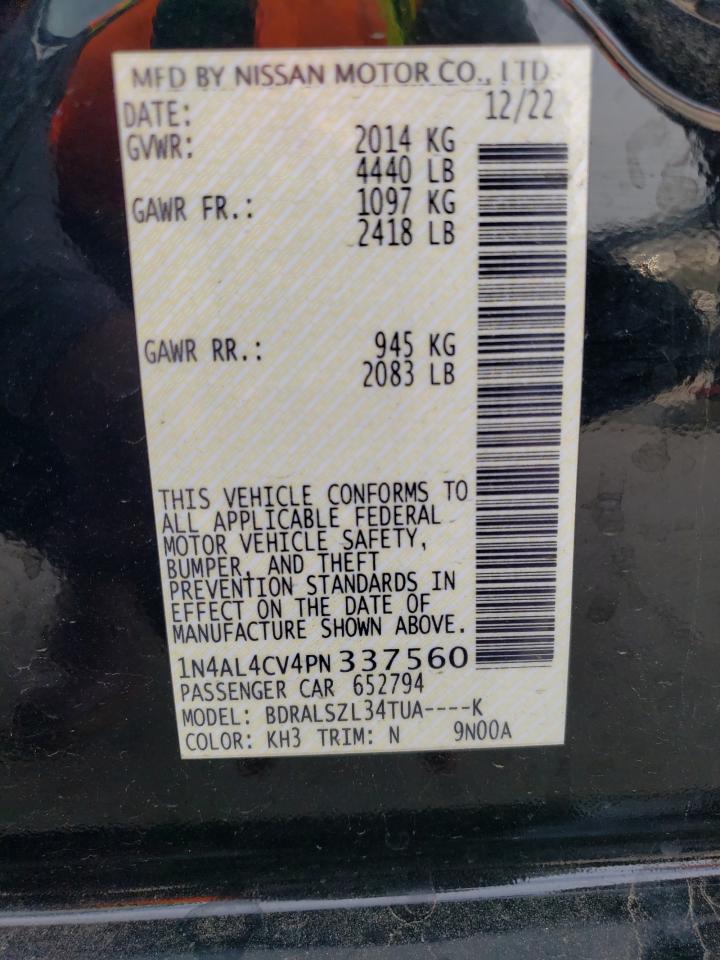 MFD BY NISSAN MOTOR CO., LTD.
DATE: 12/22
GVWR: 2014 KG
4440 LB
GAWR FR.: 1097 KG
2418 LB
GAWR RR.: 945 KG
2083 LB
THIS VEHICLE CONFORMS TO
ALL APPLICABLE FEDERAL
MOTOR VEHICLE SAFETY,
BUMPER, AND THEFT
PREVENTION STANDARDS IN
EFFECT ON THE DATE OF
MANUFACTURE SHOWN ABOVE.
1N4AL4CV4PN 337560
PASSENGER CAR 652794
MODEL: BDRALSZL34TUA----K
COLOR: KH3 TRIM: N 9N00A